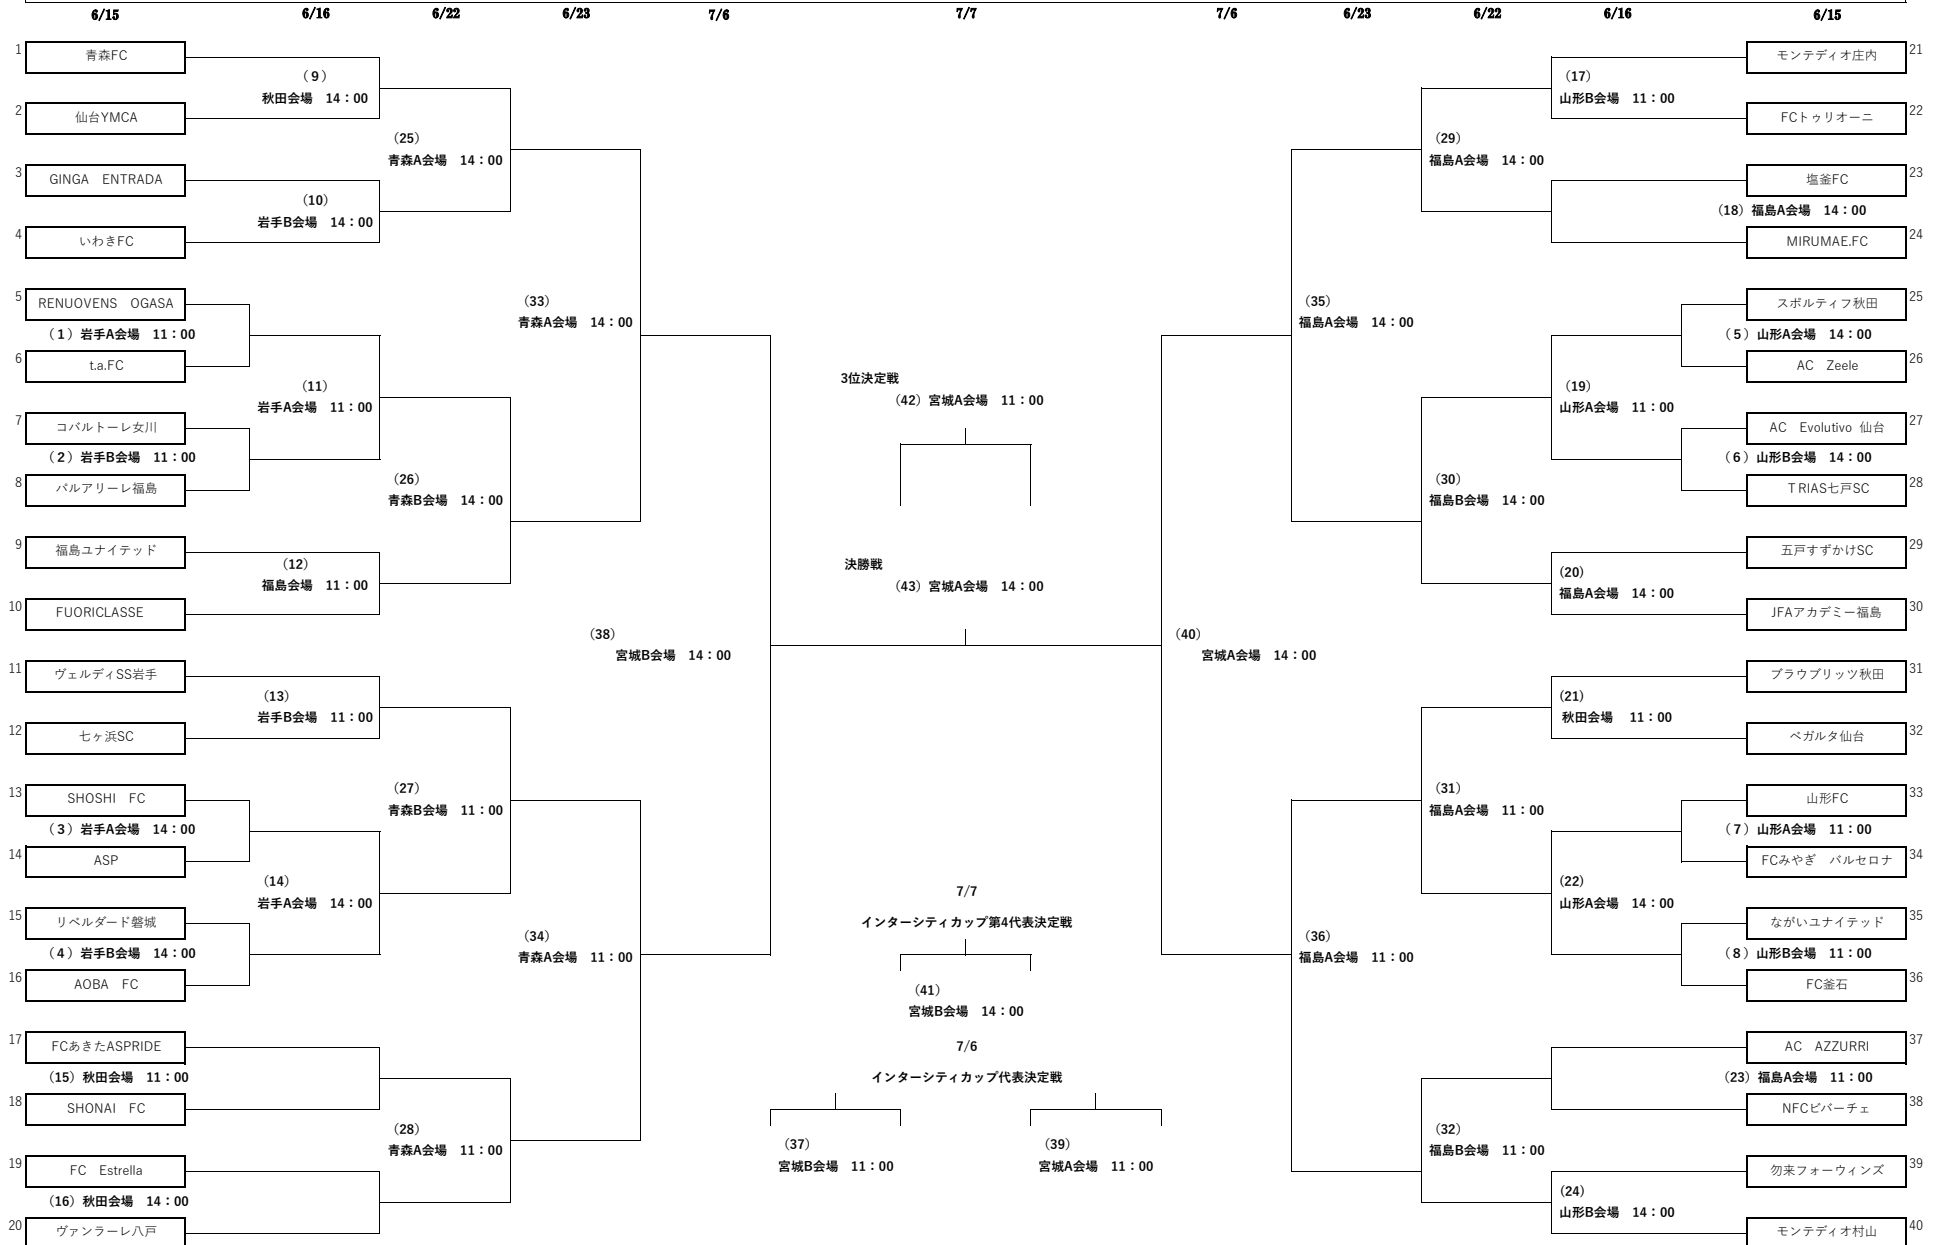 6/15 6/16 6/22 6/23 7/6 7/7 7/6 6/23 6/22 6/16 6/15
1 青森FC
（９）
秋田会場　14：00
2 仙台YMCA
（25）
青森A会場　14：00
3 GINGA　ENTRADA
（10）
岩手B会場　14：00
4 いわきFC
（33）
青森A会場　14：00
5 RENUOVENS　OGASA
（１）岩手A会場　11：00
6 t.a.FC
（11）
岩手A会場　11：00
7 コバルトーレ女川
（２）岩手B会場　11：00
8 バルアリーレ福島
（26）
青森B会場　14：00
9 福島ユナイテッド
（12）
福島会場　11：00
10 FUORICLASSE
（38）
宮城B会場　14：00
11 ヴェルディSS岩手
（13）
岩手B会場　11：00
12 七ヶ浜SC
（27）
青森B会場　11：00
13 SHOSHI　FC
（３）岩手A会場　14：00
14 ASP
（14）
岩手A会場　14：00
15 リベルダード磐城
（４）岩手B会場　14：00
16 AOBA　FC
（34）
青森A会場　11：00
17 FCあきたASPRIDE
（15）秋田会場　11：00
18 SHONAI　FC
（28）
青森A会場　11：00
19 FC　Estrella
（16）秋田会場　14：00
20 ヴァンラーレ八戸
3位決定戦
（42）宮城A会場　11：00
決勝戦
（43）宮城A会場　14：00
7/7
インターシティカップ第4代表決定戦
（41）
宮城B会場　14：00
7/6
インターシティカップ代表決定戦
（37）
宮城B会場　11：00
（39）
宮城A会場　11：00
モンテディオ庄内 21
（17）
山形B会場　11：00
FCトゥリオーニ 22
（29）
福島A会場　14：00
塩釜FC 23
（18）福島A会場　14：00
MIRUMAE.FC 24
（35）
福島A会場　14：00
スポルティフ秋田 25
（５）山形A会場　14：00
AC　Zeele 26
（19）
山形A会場　11：00
AC　Evolutivo 仙台 27
（６）山形B会場　14：00
ＴRIAS七戸SC 28
（30）
福島B会場　14：00
五戸すずかけSC 29
（20）
福島A会場　14：00
JFAアカデミー福島 30
（40）
宮城A会場　14：00
ブラウブリッツ秋田 31
（21）
秋田会場　11：00
ベガルタ仙台 32
（31）
福島A会場　11：00
山形FC 33
（７）山形A会場　11：00
FCみやぎ　バルセロナ 34
（22）
山形A会場　14：00
ながいユナイテッド 35
（８）山形B会場　11：00
FC釜石 36
（36）
福島A会場　11：00
AC　AZZURRI 37
（23）福島A会場　11：00
NFCビバーチェ 38
（32）
福島B会場　11：00
勿来フォーウィンズ 39
（24）
山形B会場　14：00
モンテディオ村山 40